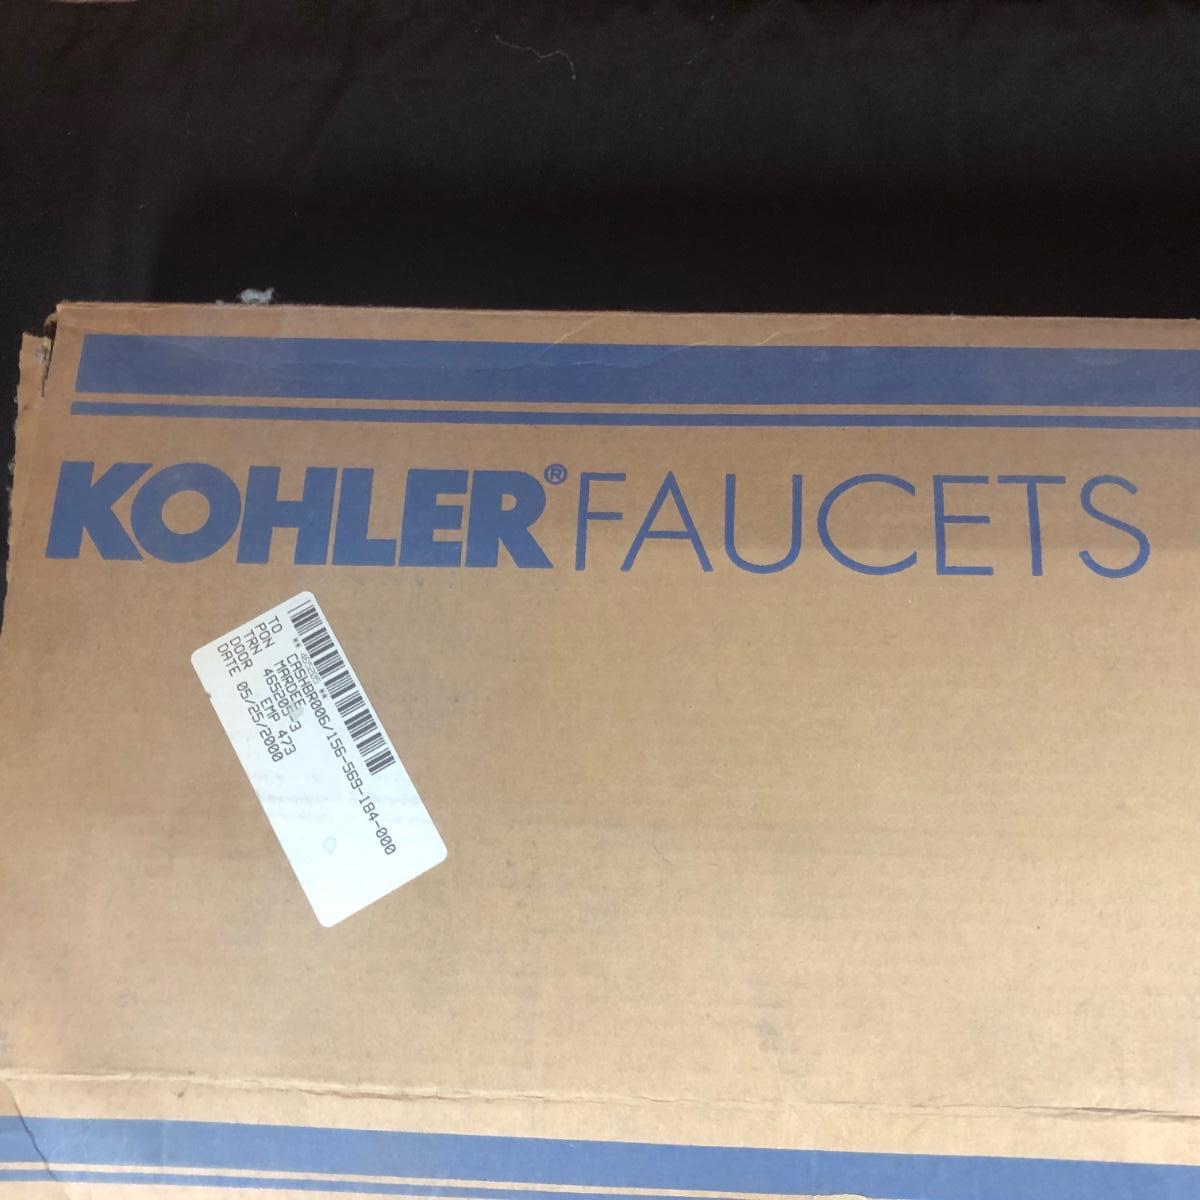 KOHLER® FAUCETS
** 465205 **
TO CASHBR006/156-569-184-000
PON MARDEE
TRN 465205-3
DOOR EMP 473
DATE 05/25/2000